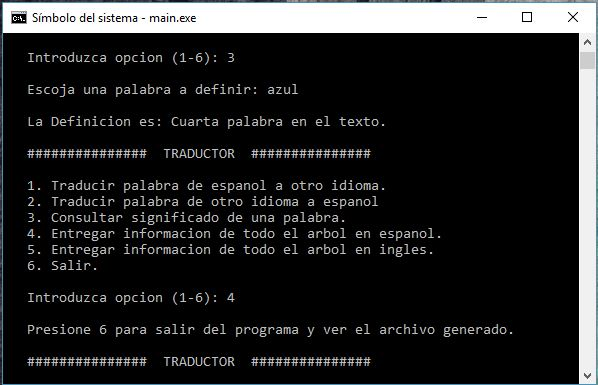 Símbolo del sistema - main.exe
Introduzca opcion (1-6): 3
Escoja una palabra a definir: azul
La Definicion es: Cuarta palabra en el texto.
############### TRADUCTOR ###############
1. Traducir palabra de espanol a otro idioma.
2. Traducir palabra de otro idioma a espanol
3. Consultar significado de una palabra.
4. Entregar informacion de todo el arbol en espanol.
5. Entregar informacion de todo el arbol en ingles.
6. Salir.
Introduzca opcion (1-6): 4
Presione 6 para salir del programa y ver el archivo generado.
############### TRADUCTOR ###############